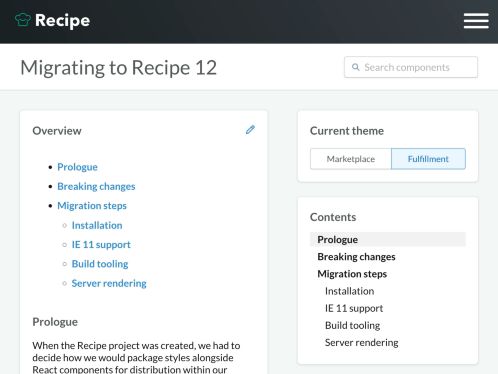 Recipe
Migrating to Recipe 12
Search components
Overview
Prologue
Breaking changes
Migration steps
Installation
IE 11 support
Build tooling
Server rendering
Prologue
When the Recipe project was created, we had to
decide how we would package styles alongside
React components for distribution within our
Current theme
Marketplace
Fulfillment
Contents
Prologue
Breaking changes
Migration steps
Installation
IE 11 support
Build tooling
Server rendering